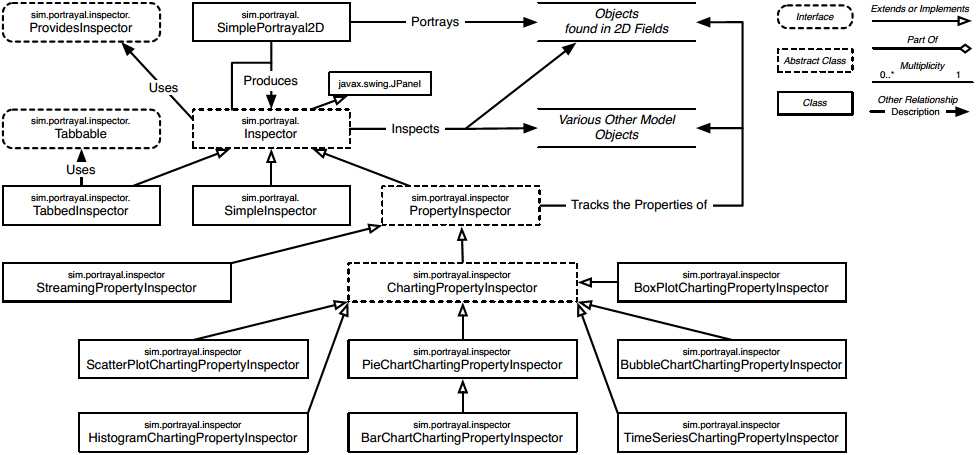 sim.portrayal.inspector.
ProvidesInspector
sim.portrayal.
SimplePortrayal2D
Portrays
Objects
found in 2D Fields
Interface
Extends or Implements
Part Of
Abstract Class
Multiplicity
0..*
1
Class
Other Relationship
Description
Uses
Produces
javax.swing.JPanel
sim.portrayal.inspector.
Tabbable
sim.portrayal.
Inspector
Inspects
Various Other Model
Objects
Uses
sim.portrayal.inspector.
TabbedInspector
sim.portrayal.
SimpleInspector
sim.portrayal.inspector
PropertyInspector
Tracks the Properties of
sim.portrayal.inspector
StreamingPropertyInspector
sim.portrayal.inspector
ChartingPropertyInspector
sim.portrayal.inspector
BoxPlotChartingPropertyInspector
sim.portrayal.inspector
ScatterPlotChartingPropertyInspector
sim.portrayal.inspector
PieChartChartingPropertyInspector
sim.portrayal.inspector
BubbleChartChartingPropertyInspector
sim.portrayal.inspector
HistogramChartingPropertyInspector
sim.portrayal.inspector
BarChartChartingPropertyInspector
sim.portrayal.inspector
TimeSeriesChartingPropertyInspector